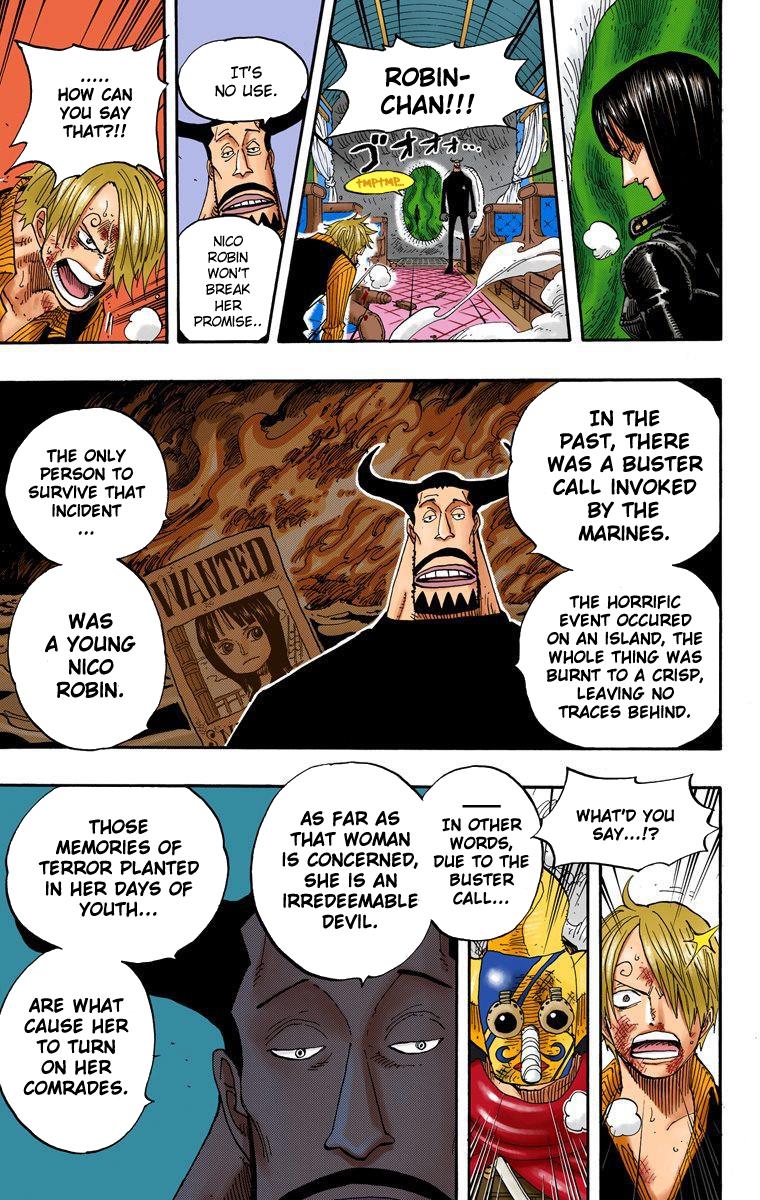 ROBIN-
CHAN!!!
ゴオオォ...
TMPTMP...
IT'S
NO USE.
NICO
ROBIN
WON'T
BREAK
HER
PROMISE..
.....
HOW CAN
YOU SAY
THAT?!!
IN THE
PAST, THERE
WAS A BUSTER
CALL INVOKED
BY THE
MARINES.
THE HORRIFIC
EVENT OCCURED
ON AN ISLAND, THE
WHOLE THING WAS
BURNT TO A CRISP,
LEAVING NO
TRACES BEHIND.
THE ONLY
PERSON TO
SURVIVE THAT
INCIDENT
...
WANTED
WAS
A YOUNG
NICO
ROBIN.
WHAT'D YOU
SAY...!?
IN OTHER
WORDS,
DUE TO THE
BUSTER
CALL...
AS FAR AS
THAT WOMAN
IS CONCERNED,
SHE IS AN
IRREDEEMABLE
DEVIL.
THOSE
MEMORIES OF
TERROR PLANTED
IN HER DAYS OF
YOUTH...
ARE WHAT
CAUSE HER
TO TURN
ON HER
COMRADES.